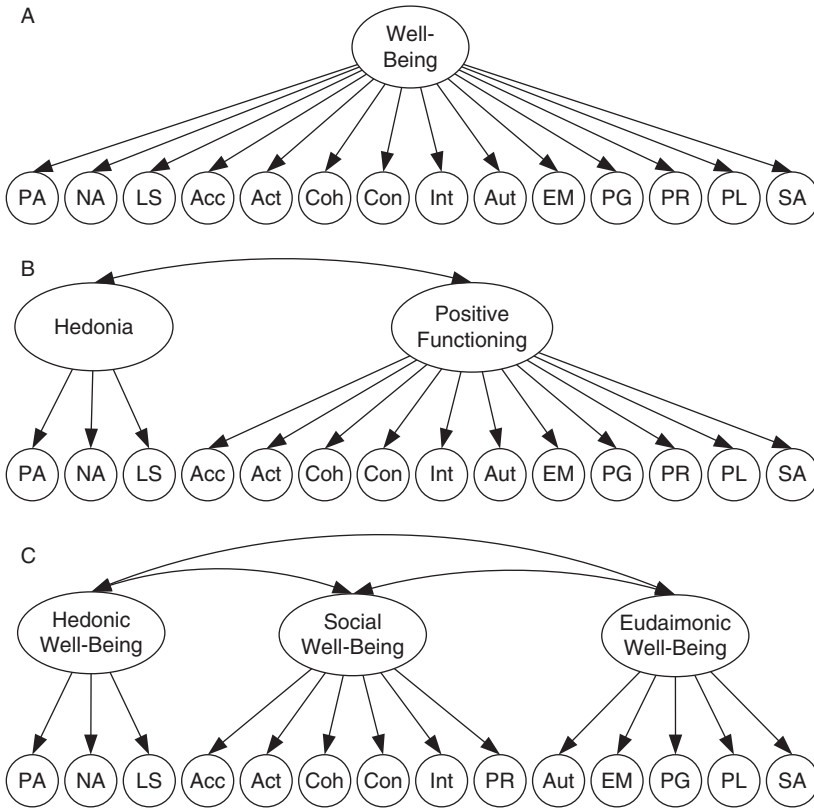 A
Well-
Being
PA NA LS Acc Act Coh Con Int Aut EM PG PR PL SA
B
Hedonia
Positive
Functioning
PA NA LS Acc Act Coh Con Int Aut EM PG PR PL SA
C
Hedonic
Well-Being
Social
Well-Being
Eudaimonic
Well-Being
PA NA LS Acc Act Coh Con Int PR Aut EM PG PL SA